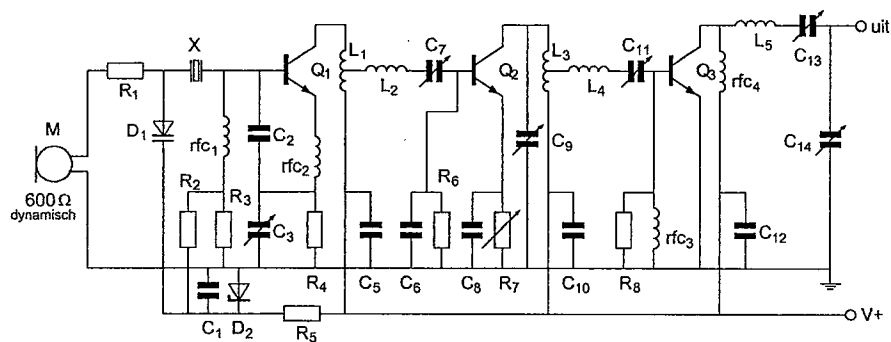 X
R1
D1
M
600 Ω
dynamisch
rfc1
C2
Q1
rfc2
L1
L2
C7
Q2
L3
C9
L4
C11
Q3
rfc4
L5
C13
uit
C14
R2
R3
C3
R4
C5
C6
R6
C8
R7
C10
R8
rfc3
C12
C1
D2
R5
V+